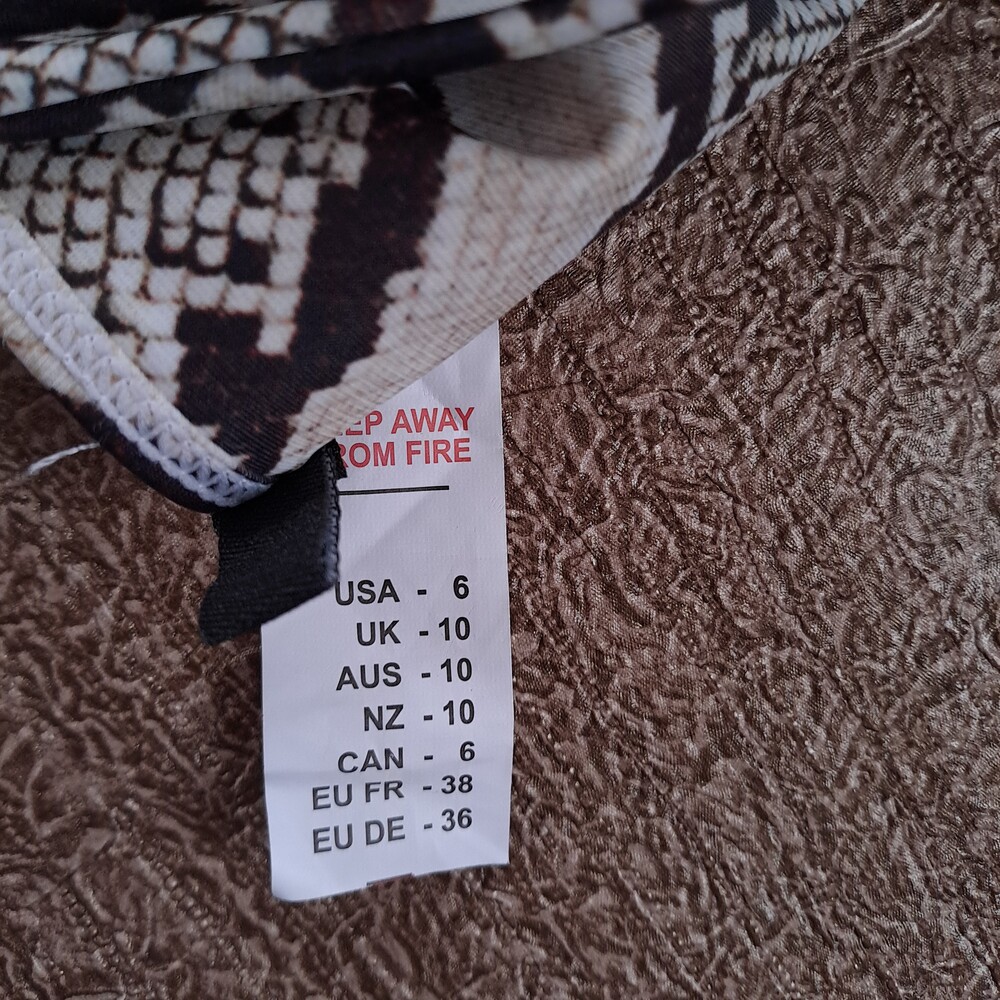 EP AWAY
ROM FIRE
USA - 6
UK - 10
AUS - 10
NZ - 10
CAN - 6
EU FR - 38
EU DE - 36